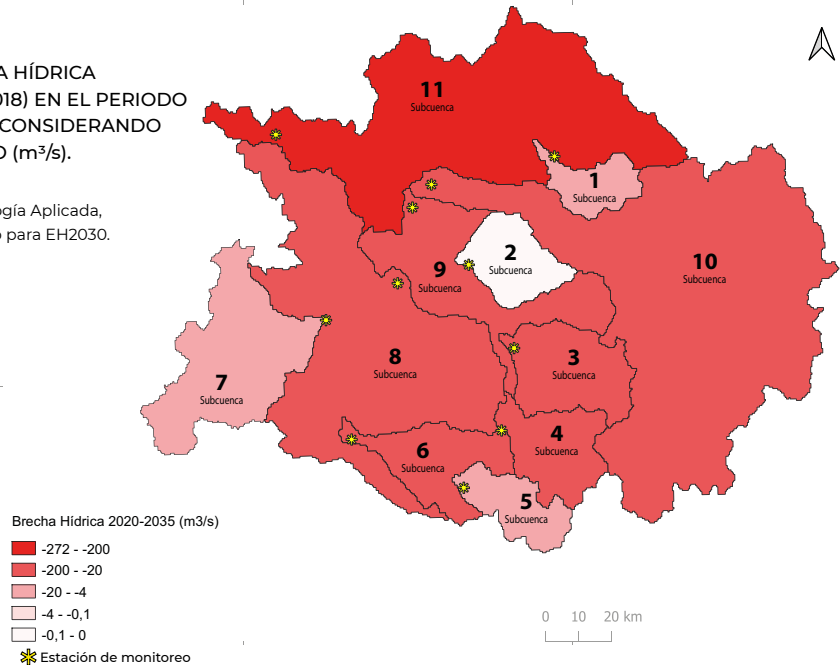 A HÍDRICA
018) EN EL PERIODO
CONSIDERANDO
O (m³/s).
ogía Aplicada,
o para EH2030.
11
Subcuenca
1
Subcuenca
2
Subcuenca
10
Subcuenca
9
Subcuenca
3
Subcuenca
8
Subcuenca
7
Subcuenca
4
Subcuenca
6
Subcuenca
5
Subcuenca
Brecha Hídrica 2020-2035 (m3/s)
-272 - -200
-200 - -20
-20 - -4
-4 - -0,1
-0,1 - 0
Estación de monitoreo
0 10 20 km